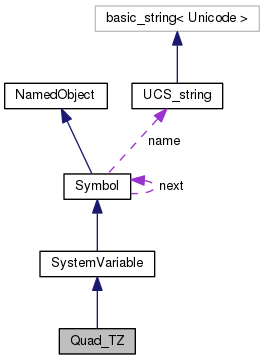 basic_string< Unicode >
NamedObject
UCS_string
name
Symbol
next
SystemVariable
Quad_TZ